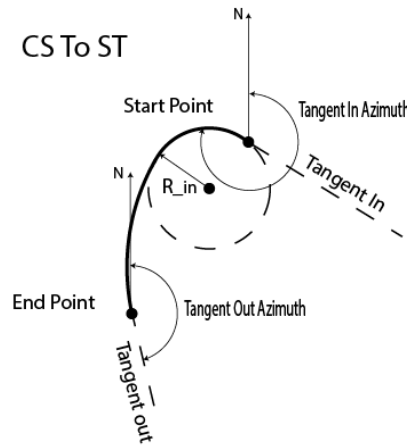 N
CS To ST
Start Point
Tangent In Azimuth
Tangent In
N
R_in
End Point
Tangent Out Azimuth
Tangent out